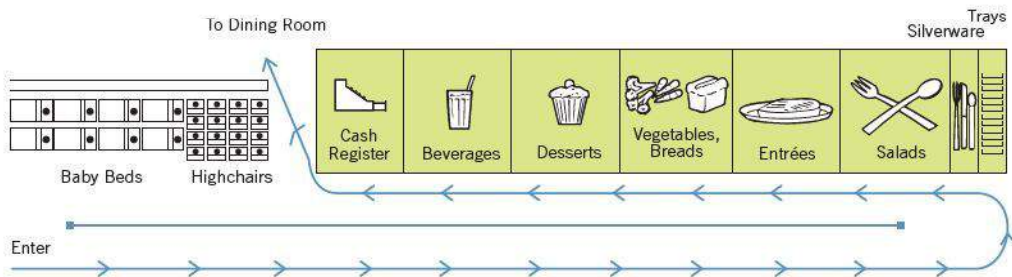 Trays
To Dining Room
Silverware
Cash
Register
Beverages
Desserts
Vegetables,
Breads
Entrées
Salads
Baby Beds
Highchairs
Enter